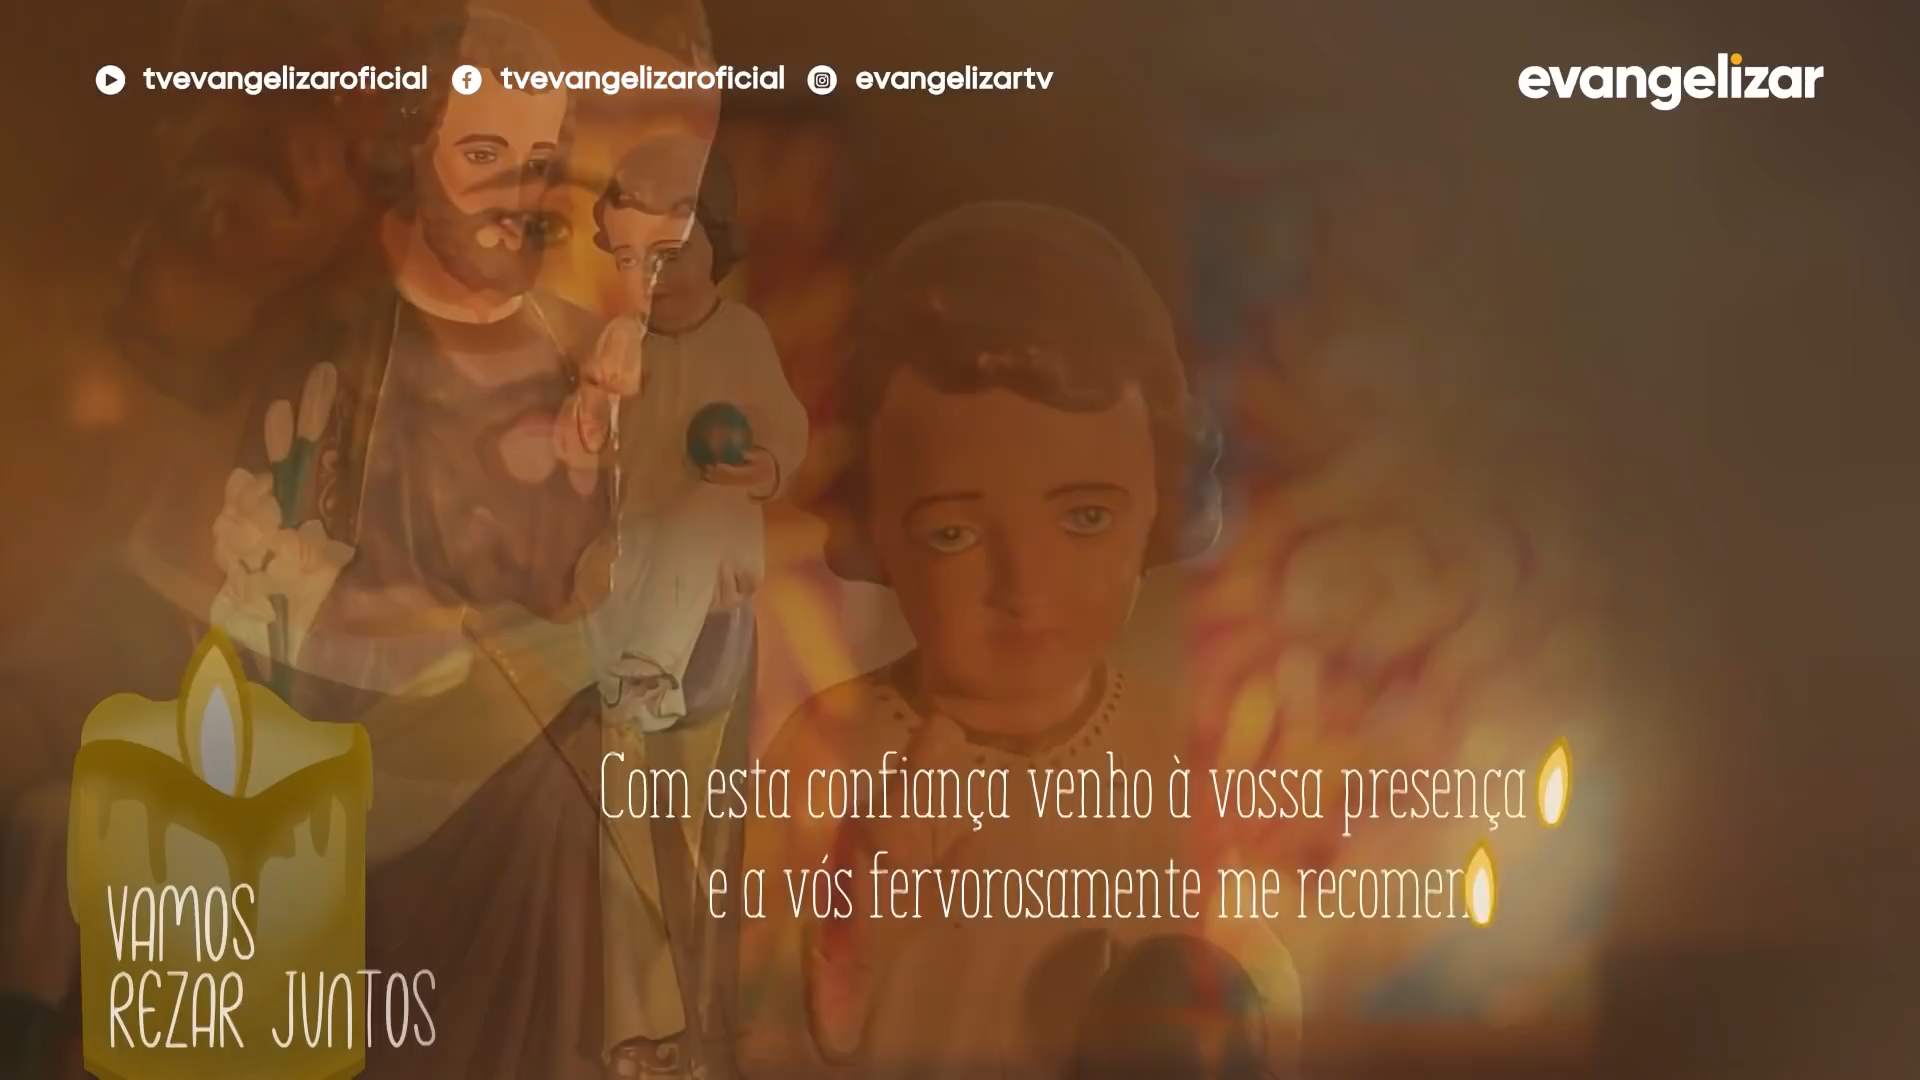 tvevangelizaroficial tvevangelizaroficial evangelizartv
evangelizar
Com esta confiança venho à vossa presença
e a vós fervorosamente me recomen
VAMOS
REZAR JUNTOS